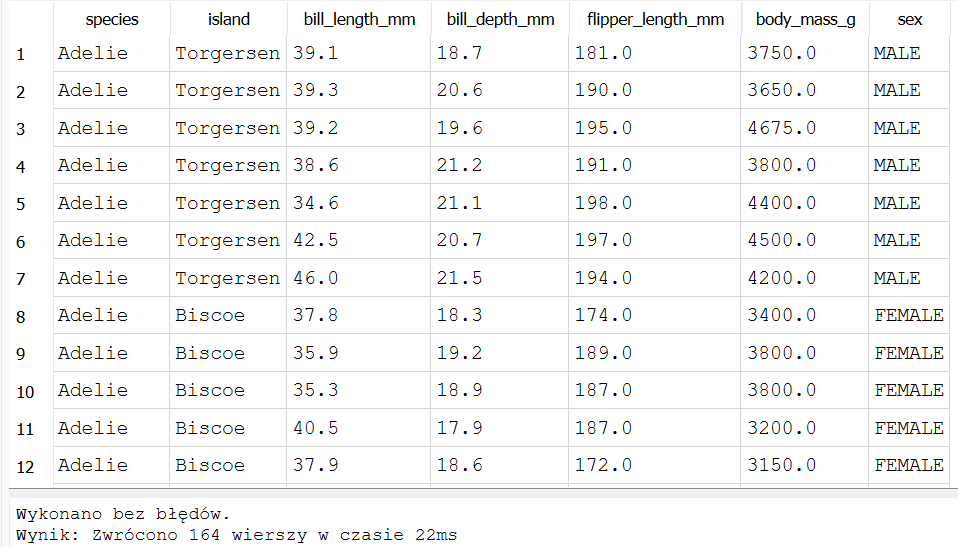 species island bill_length_mm bill_depth_mm flipper_length_mm body_mass_g sex
1 Adelie Torgersen 39.1 18.7 181.0 3750.0 MALE
2 Adelie Torgersen 39.3 20.6 190.0 3650.0 MALE
3 Adelie Torgersen 39.2 19.6 195.0 4675.0 MALE
4 Adelie Torgersen 38.6 21.2 191.0 3800.0 MALE
5 Adelie Torgersen 34.6 21.1 198.0 4400.0 MALE
6 Adelie Torgersen 42.5 20.7 197.0 4500.0 MALE
7 Adelie Torgersen 46.0 21.5 194.0 4200.0 MALE
8 Adelie Biscoe 37.8 18.3 174.0 3400.0 FEMALE
9 Adelie Biscoe 35.9 19.2 189.0 3800.0 FEMALE
10 Adelie Biscoe 35.3 18.9 187.0 3800.0 FEMALE
11 Adelie Biscoe 40.5 17.9 187.0 3200.0 FEMALE
12 Adelie Biscoe 37.9 18.6 172.0 3150.0 FEMALE
Wykonano bez błędów.
Wynik: Zwrócono 164 wierszy w czasie 22ms